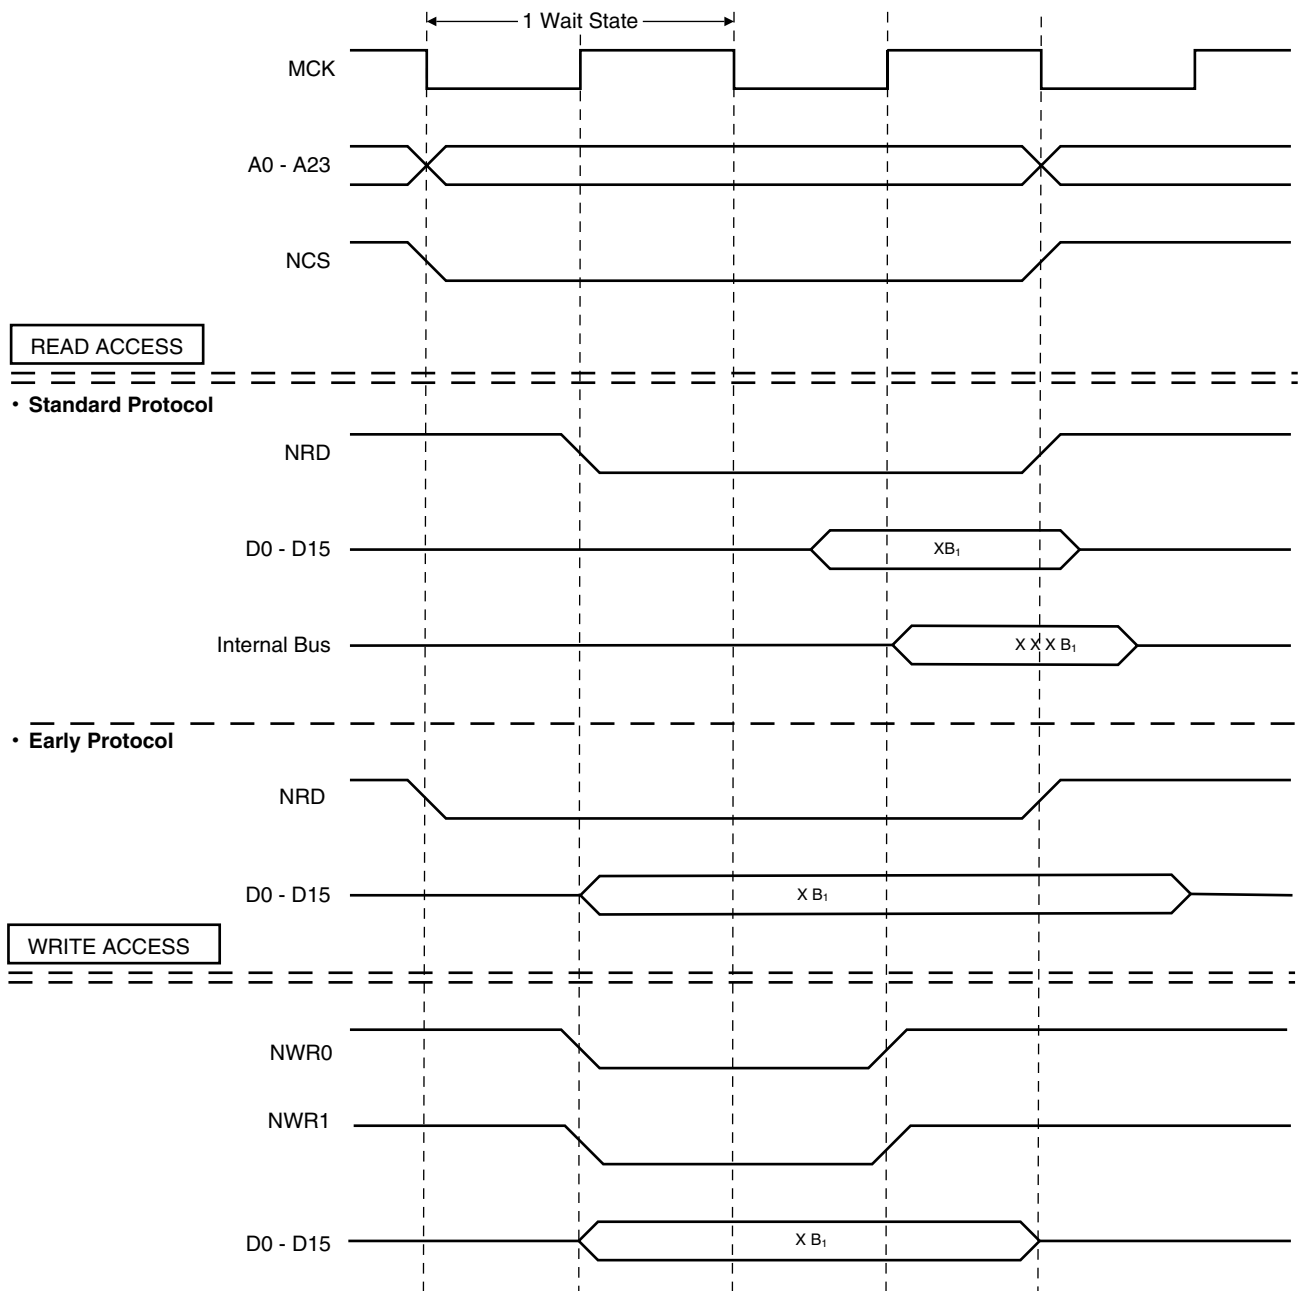 1 Wait State
MCK
A0 - A23
NCS
READ ACCESS
• Standard Protocol
NRD
D0 - D15
XB₁
Internal Bus
X X X B₁
• Early Protocol
NRD
D0 - D15
X B₁
WRITE ACCESS
NWR0
NWR1
D0 - D15
X B₁